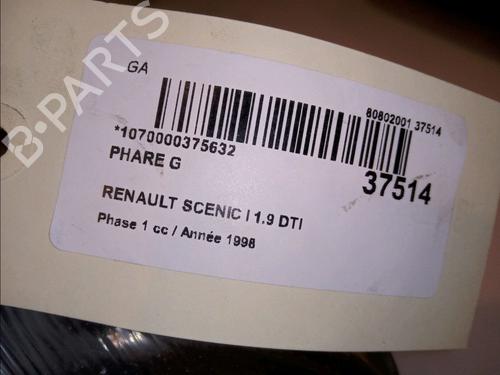 GA
80802001 37514
*1070000375632
PHARE G
37514
RENAULT SCENIC I 1.9 DTI
Phase 1 cc / Année 1998
B-PARTS